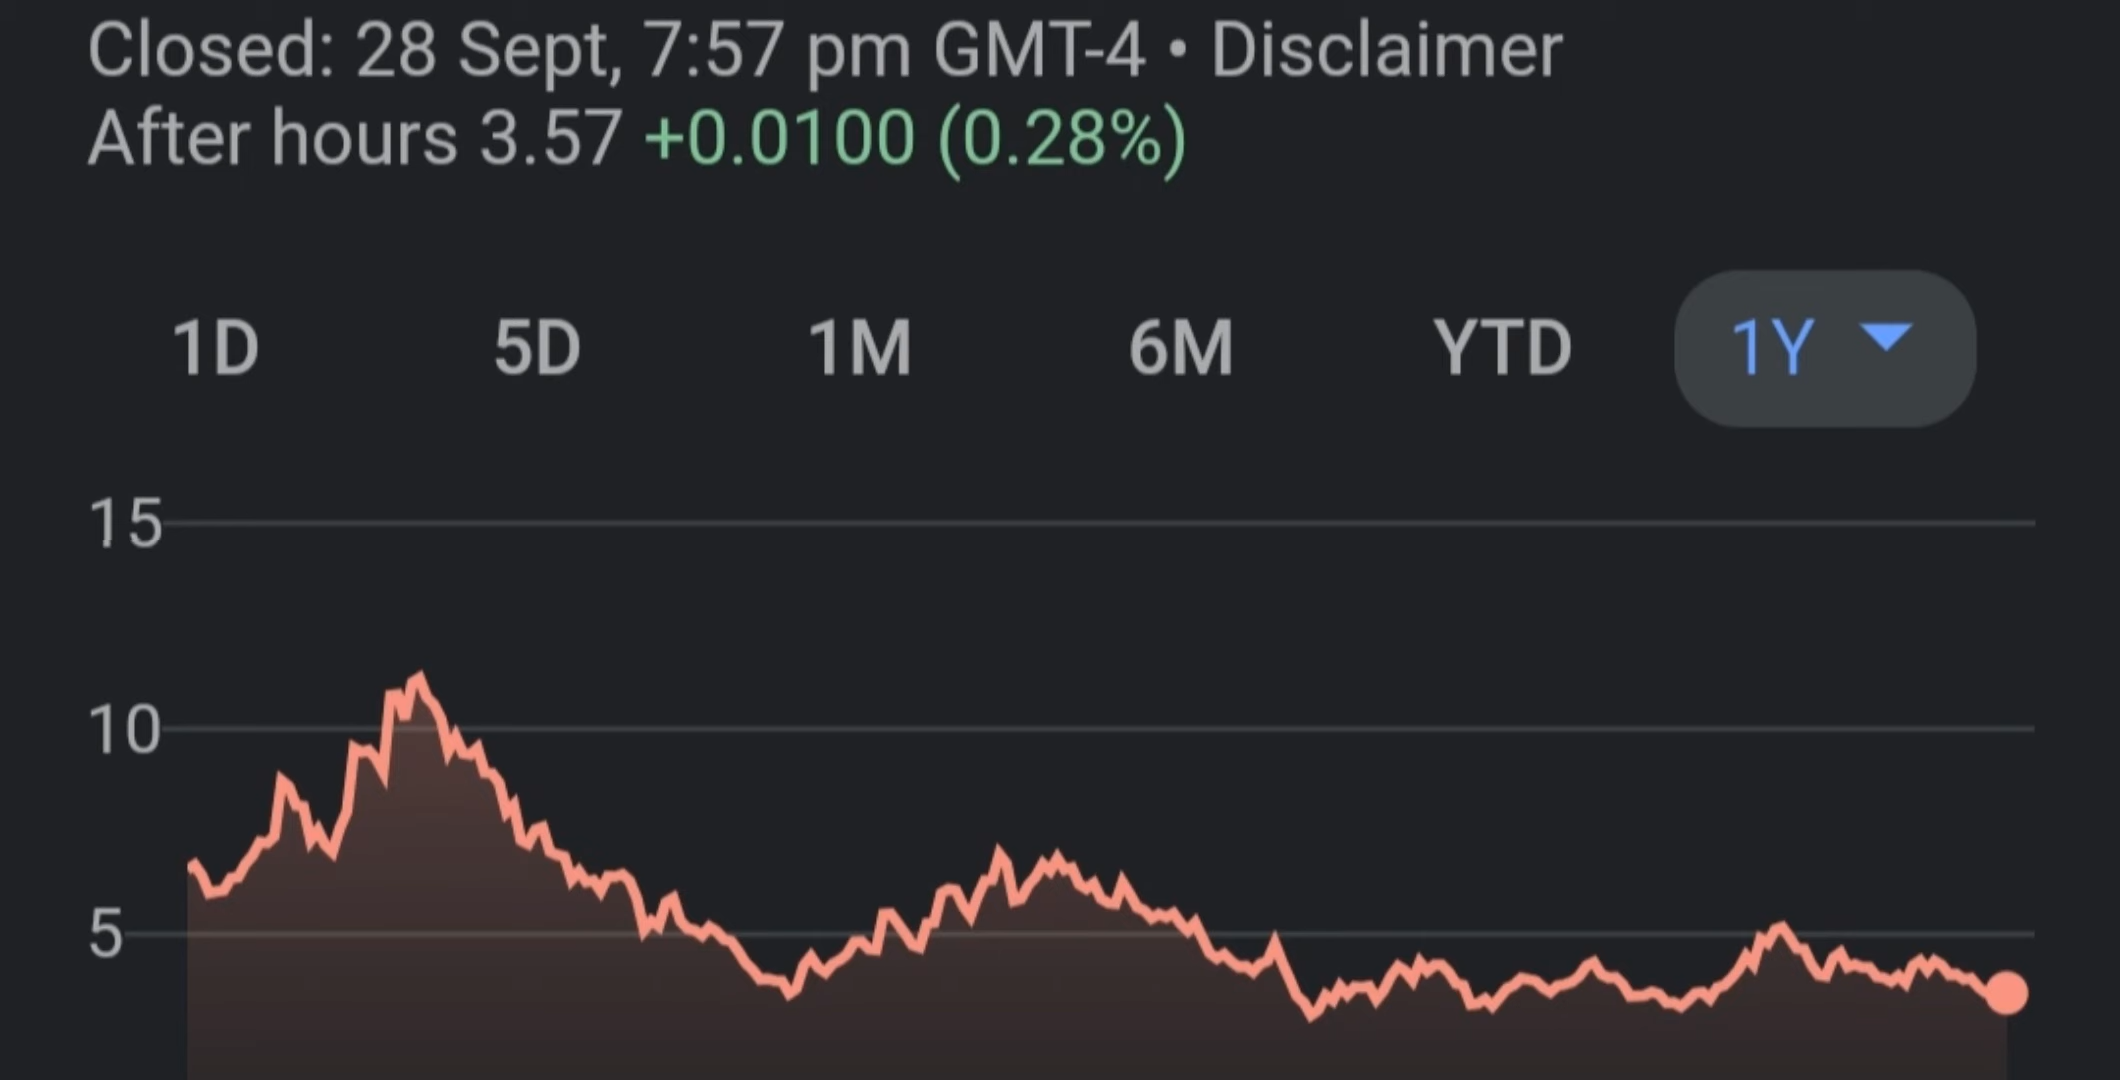 Closed: 28 Sept, 7:57 pm GMT-4 • Disclaimer
After hours 3.57 +0.0100 (0.28%)
1D 5D 1M 6M YTD 1Y
15
10
5